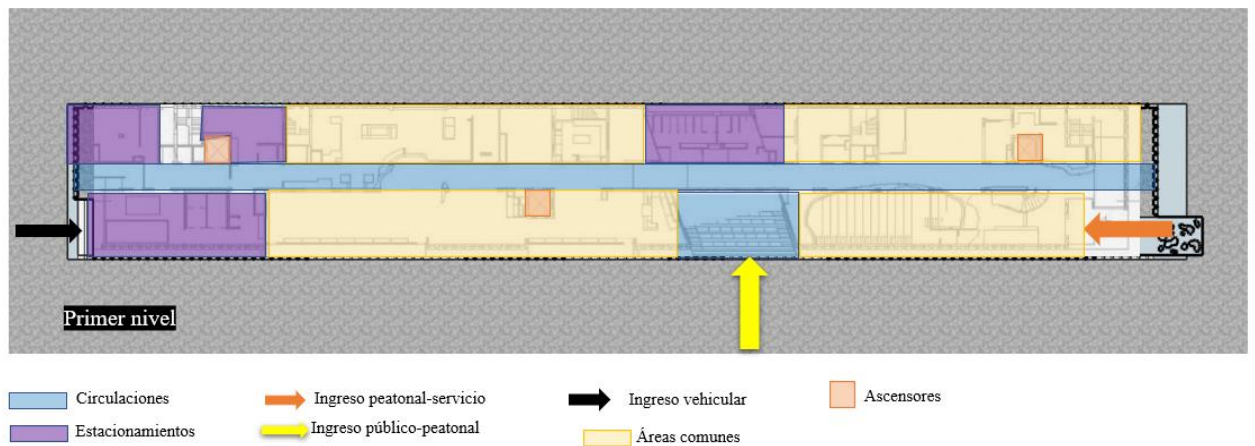 Primer nivel
Circulaciones
Ingreso peatonal-servicio
Ingreso vehicular
Ascensores
Estacionamientos
Ingreso público-peatonal
Áreas comunes